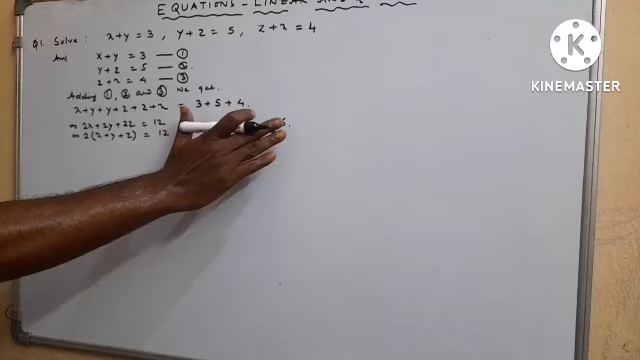 EQUATIONS - LINEAR
Q1. Solve : x+y = 3 , y+z = 5 , z+x = 4
Ans x+y = 3 — ①
y+z = 5 — ②
z+x = 4 — ③
Adding ①, ② and ③ we get.
x+y+y+z+z+x = 3+5+4.
⇒ 2x+2y+2z = 12
⇒ 2(x+y+z) = 12
KINEMASTER